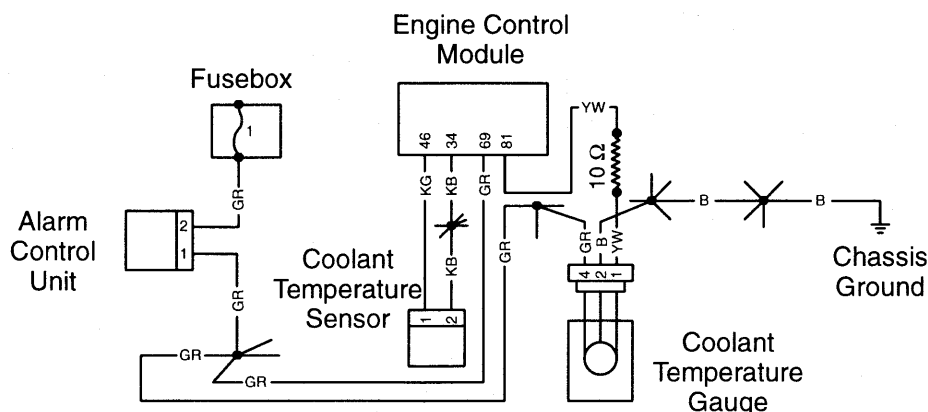 Engine Control
Module
Fusebox
1
46
34
69
81
YW
10 Ω
GR
KG
KB
GR
Alarm
Control
Unit
2
1
B
B
GR
KB
GR
B
YW
Chassis
Ground
Coolant
Temperature
Sensor
4
2
1
GR
1
2
GR
GR
Coolant
Temperature
Gauge